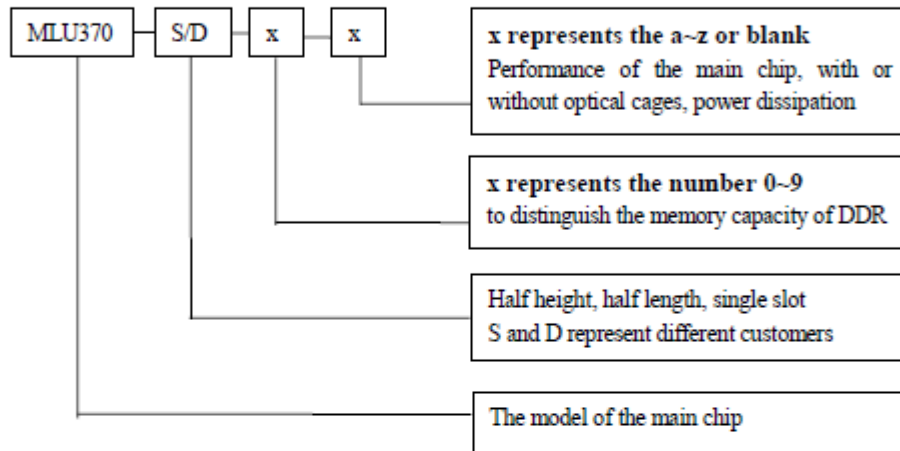 MLU370
S/D
x
x
x represents the a~z or blank
Performance of the main chip, with or
without optical cages, power dissipation
x represents the number 0~9
to distinguish the memory capacity of DDR
Half height, half length, single slot
S and D represent different customers
The model of the main chip